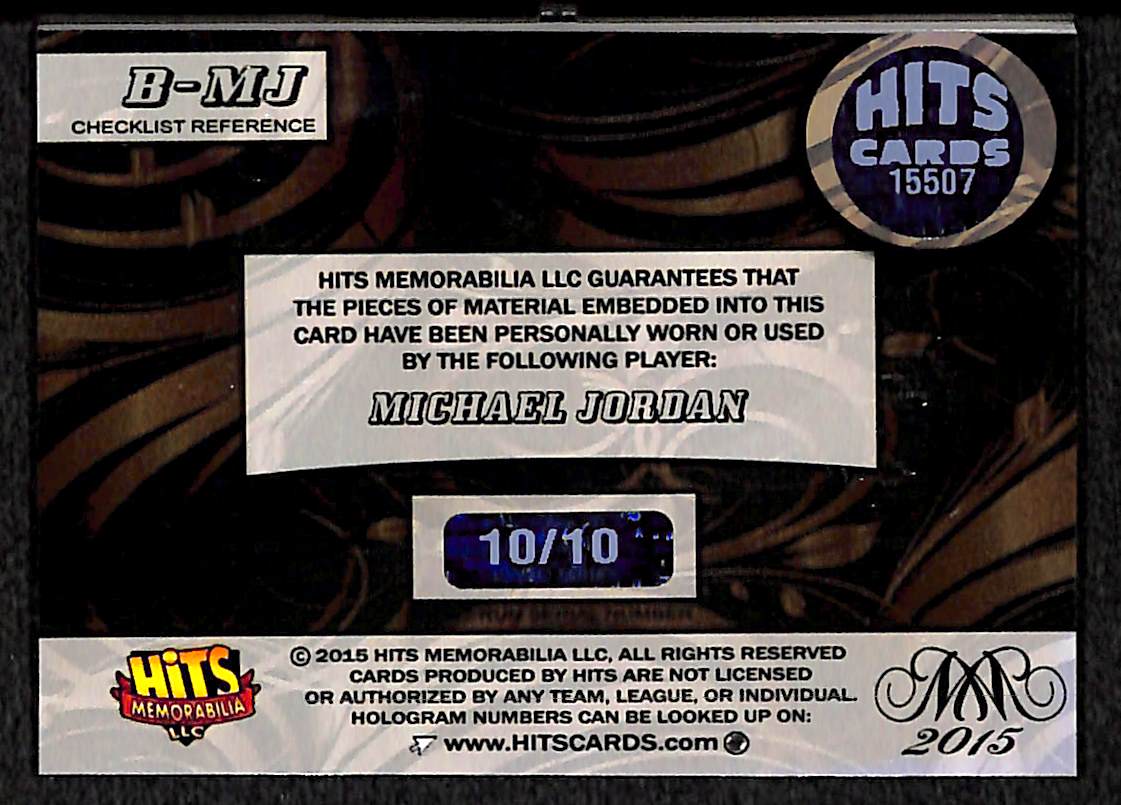 B-MJ
CHECKLIST REFERENCE
HITS
CARDS
15507
HITS MEMORABILIA LLC GUARANTEES THAT
THE PIECES OF MATERIAL EMBEDDED INTO THIS
CARD HAVE BEEN PERSONALLY WORN OR USED
BY THE FOLLOWING PLAYER:
MICHAEL JORDAN
10/10
HiTS
MEMORABILIA
LLC
© 2015 HITS MEMORABILIA LLC, ALL RIGHTS RESERVED
CARDS PRODUCED BY HITS ARE NOT LICENSED
OR AUTHORIZED BY ANY TEAM, LEAGUE, OR INDIVIDUAL.
HOLOGRAM NUMBERS CAN BE LOOKED UP ON:
www.HITSCARDS.com
2015